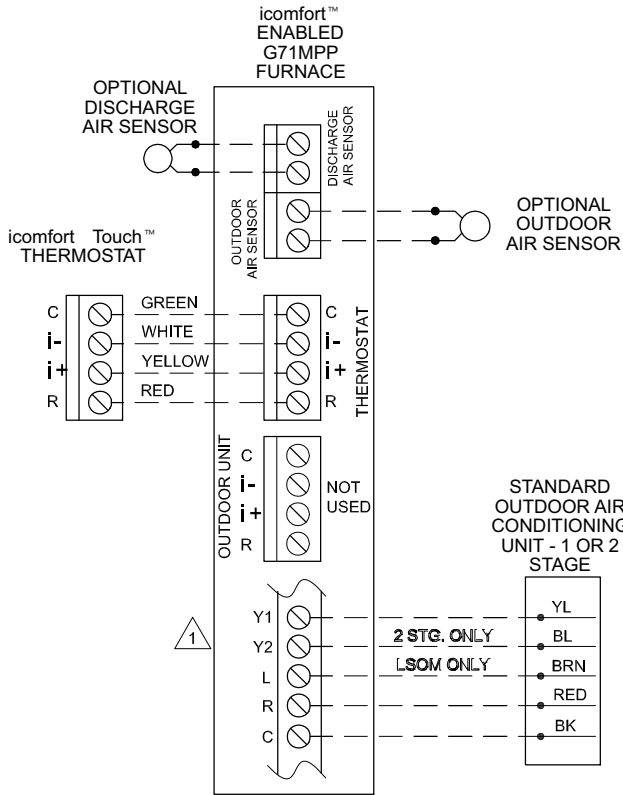 icomfort™
ENABLED
G71MPP
FURNACE
OPTIONAL
DISCHARGE
AIR SENSOR
DISCHARGE
AIR SENSOR
OUTDOOR
AIR SENSOR
OPTIONAL
OUTDOOR
AIR SENSOR
icomfort Touch™
THERMOSTAT
C
i-
i+
R
GREEN
WHITE
YELLOW
RED
C
i-
i+
R
THERMOSTAT
OUTDOOR UNIT
C
i-
i+
R
NOT
USED
STANDARD
OUTDOOR AIR
CONDITIONING
UNIT - 1 OR 2
STAGE
1
Y1
Y2
L
R
C
2 STG. ONLY
LSOM ONLY
YL
BL
BRN
RED
BK